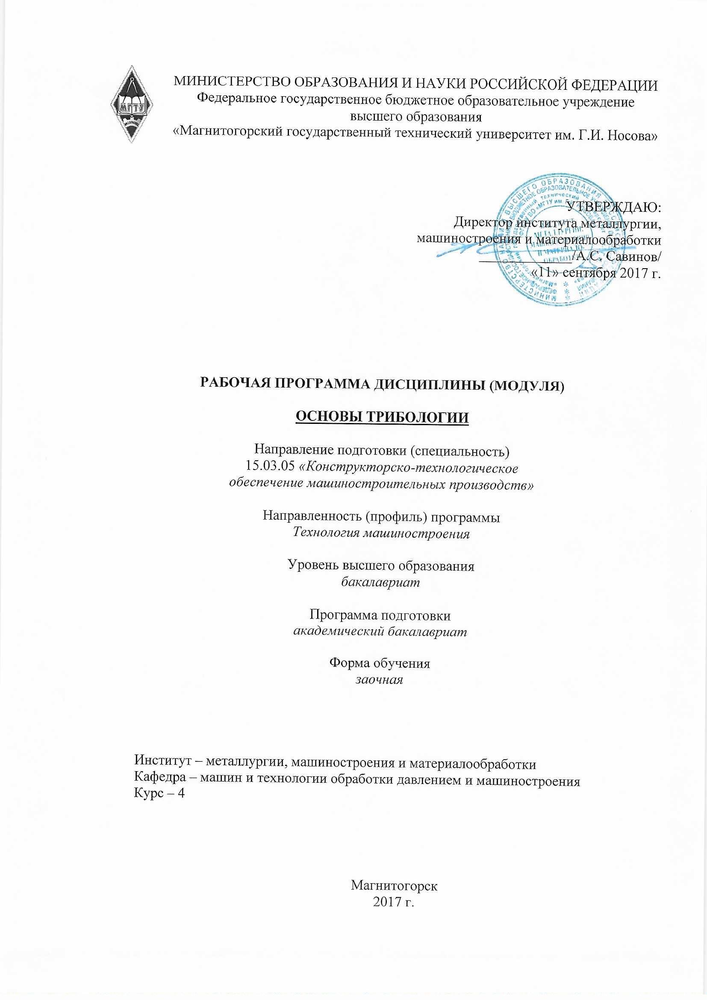 МИНИСТЕРСТВО ОБРАЗОВАНИЯ И НАУКИ РОССИЙСКОЙ ФЕДЕРАЦИИ
Федеральное государственное бюджетное образовательное учреждение
высшего образования
«Магнитогорский государственный технический университет им. Г.И. Носова»
МГТУ
УТВЕРЖДАЮ:
Директор института металлургии,
машиностроения и материалообработки
/А.С. Савинов/
«11» сентября 2017 г.
РАБОЧАЯ ПРОГРАММА ДИСЦИПЛИНЫ (МОДУЛЯ)
ОСНОВЫ ТРИБОЛОГИИ
Направление подготовки (специальность)
15.03.05 «Конструкторско-технологическое
обеспечение машиностроительных производств»
Направленность (профиль) программы
Технология машиностроения
Уровень высшего образования
бакалавриат
Программа подготовки
академический бакалавриат
Форма обучения
заочная
Институт – металлургии, машиностроения и материалообработки
Кафедра – машин и технологии обработки давлением и машиностроения
Курс – 4
Магнитогорск
2017 г.